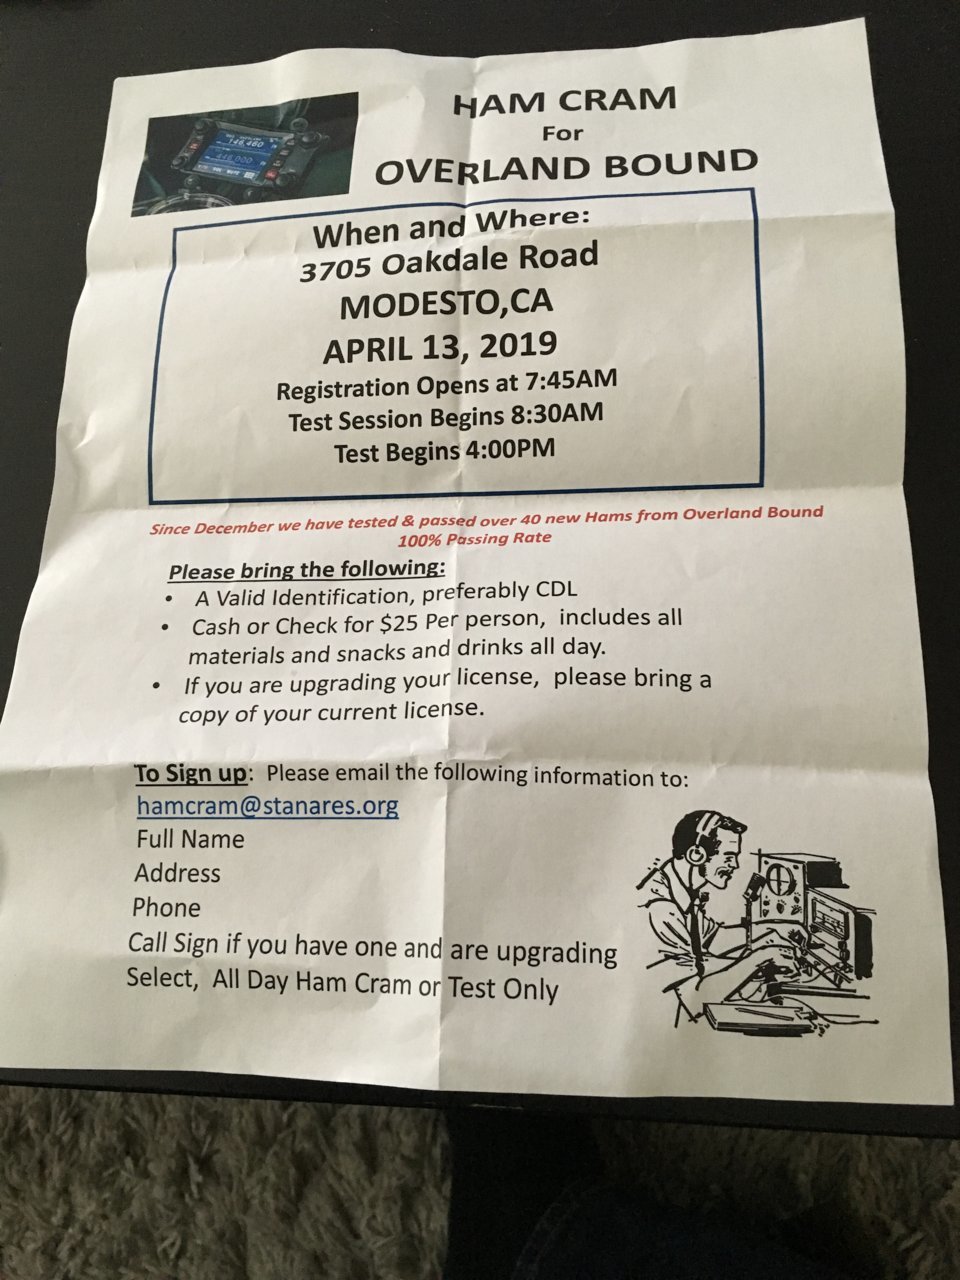 146.460
446.000
HAM CRAM
For
OVERLAND BOUND
When and Where:
3705 Oakdale Road
MODESTO,CA
APRIL 13, 2019
Registration Opens at 7:45AM
Test Session Begins 8:30AM
Test Begins 4:00PM
Since December we have tested & passed over 40 new Hams from Overland Bound
100% Passing Rate
Please bring the following:
• A Valid Identification, preferably CDL
• Cash or Check for $25 Per person, includes all
materials and snacks and drinks all day.
• If you are upgrading your license, please bring a
copy of your current license.
To Sign up: Please email the following information to:
hamcram@stanares.org
Full Name
Address
Phone
Call Sign if you have one and are upgrading
Select, All Day Ham Cram or Test Only